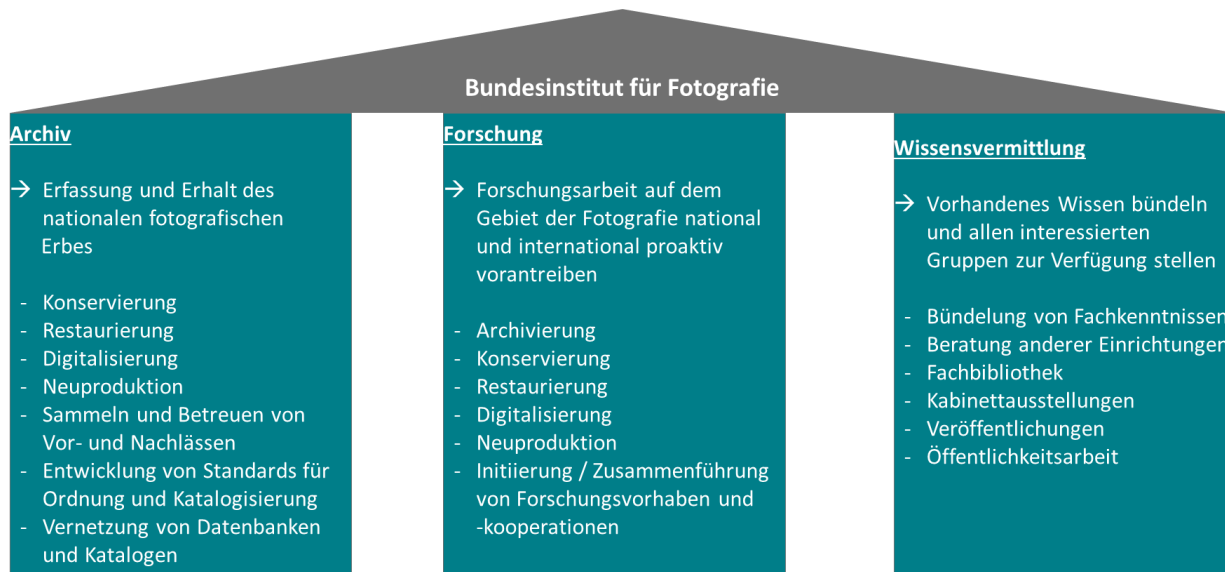 Bundesinstitut für Fotografie
Archiv
→ Erfassung und Erhalt des
nationalen fotografischen
Erbes
- Konservierung
- Restaurierung
- Digitalisierung
- Neuproduktion
- Sammeln und Betreuen von
Vor- und Nachlässen
- Entwicklung von Standards für
Ordnung und Katalogisierung
- Vernetzung von Datenbanken
und Katalogen
Forschung
→ Forschungsarbeit auf dem
Gebiet der Fotografie national
und international proaktiv
vorantreiben
- Archivierung
- Konservierung
- Restaurierung
- Digitalisierung
- Neuproduktion
- Initiierung / Zusammenführung
von Forschungsvorhaben und
-kooperationen
Wissensvermittlung
→ Vorhandenes Wissen bündeln
und allen interessierten
Gruppen zur Verfügung stellen
- Bündelung von Fachkenntnissen
- Beratung anderer Einrichtungen
- Fachbibliothek
- Kabinettausstellungen
- Veröffentlichungen
- Öffentlichkeitsarbeit